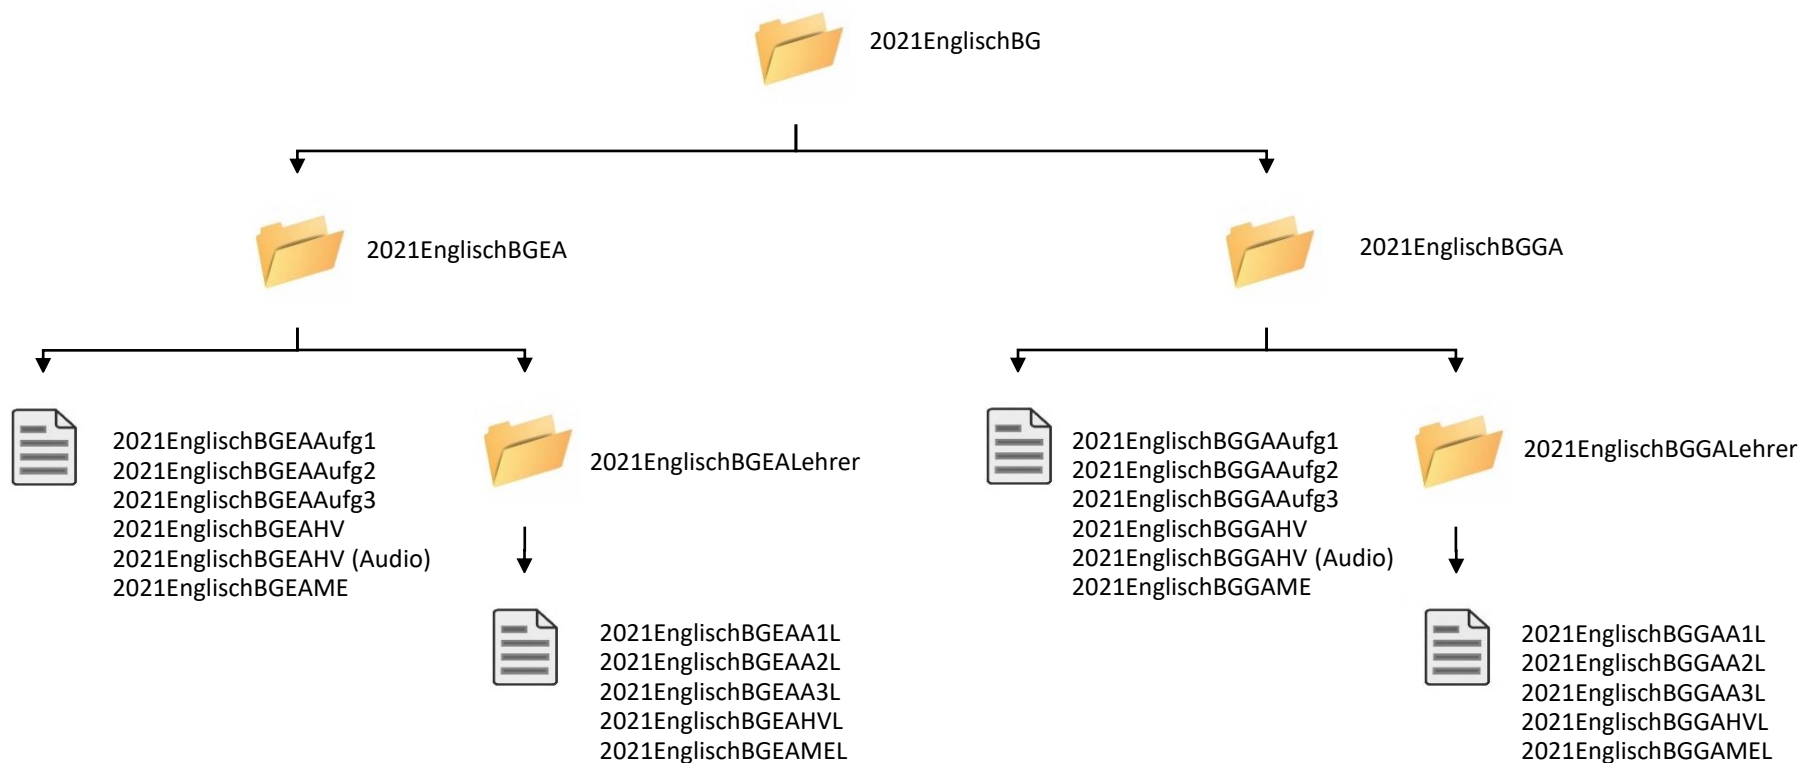 2021EnglischBG
2021EnglischBGEA
2021EnglischBGGA
2021EnglischBGEAAufg1
2021EnglischBGEAAufg2
2021EnglischBGEAAufg3
2021EnglischBGEAHV
2021EnglischBGEAHV (Audio)
2021EnglischBGEAME
2021EnglischBGEALehrer
2021EnglischBGEAA1L
2021EnglischBGEAA2L
2021EnglischBGEAA3L
2021EnglischBGEAHVL
2021EnglischBGEAMEL
2021EnglischBGGAAufg1
2021EnglischBGGAAufg2
2021EnglischBGGAAufg3
2021EnglischBGGAHV
2021EnglischBGGAHV (Audio)
2021EnglischBGGAME
2021EnglischBGGALehrer
2021EnglischBGGAA1L
2021EnglischBGGAA2L
2021EnglischBGGAA3L
2021EnglischBGGAHVL
2021EnglischBGGAMEL